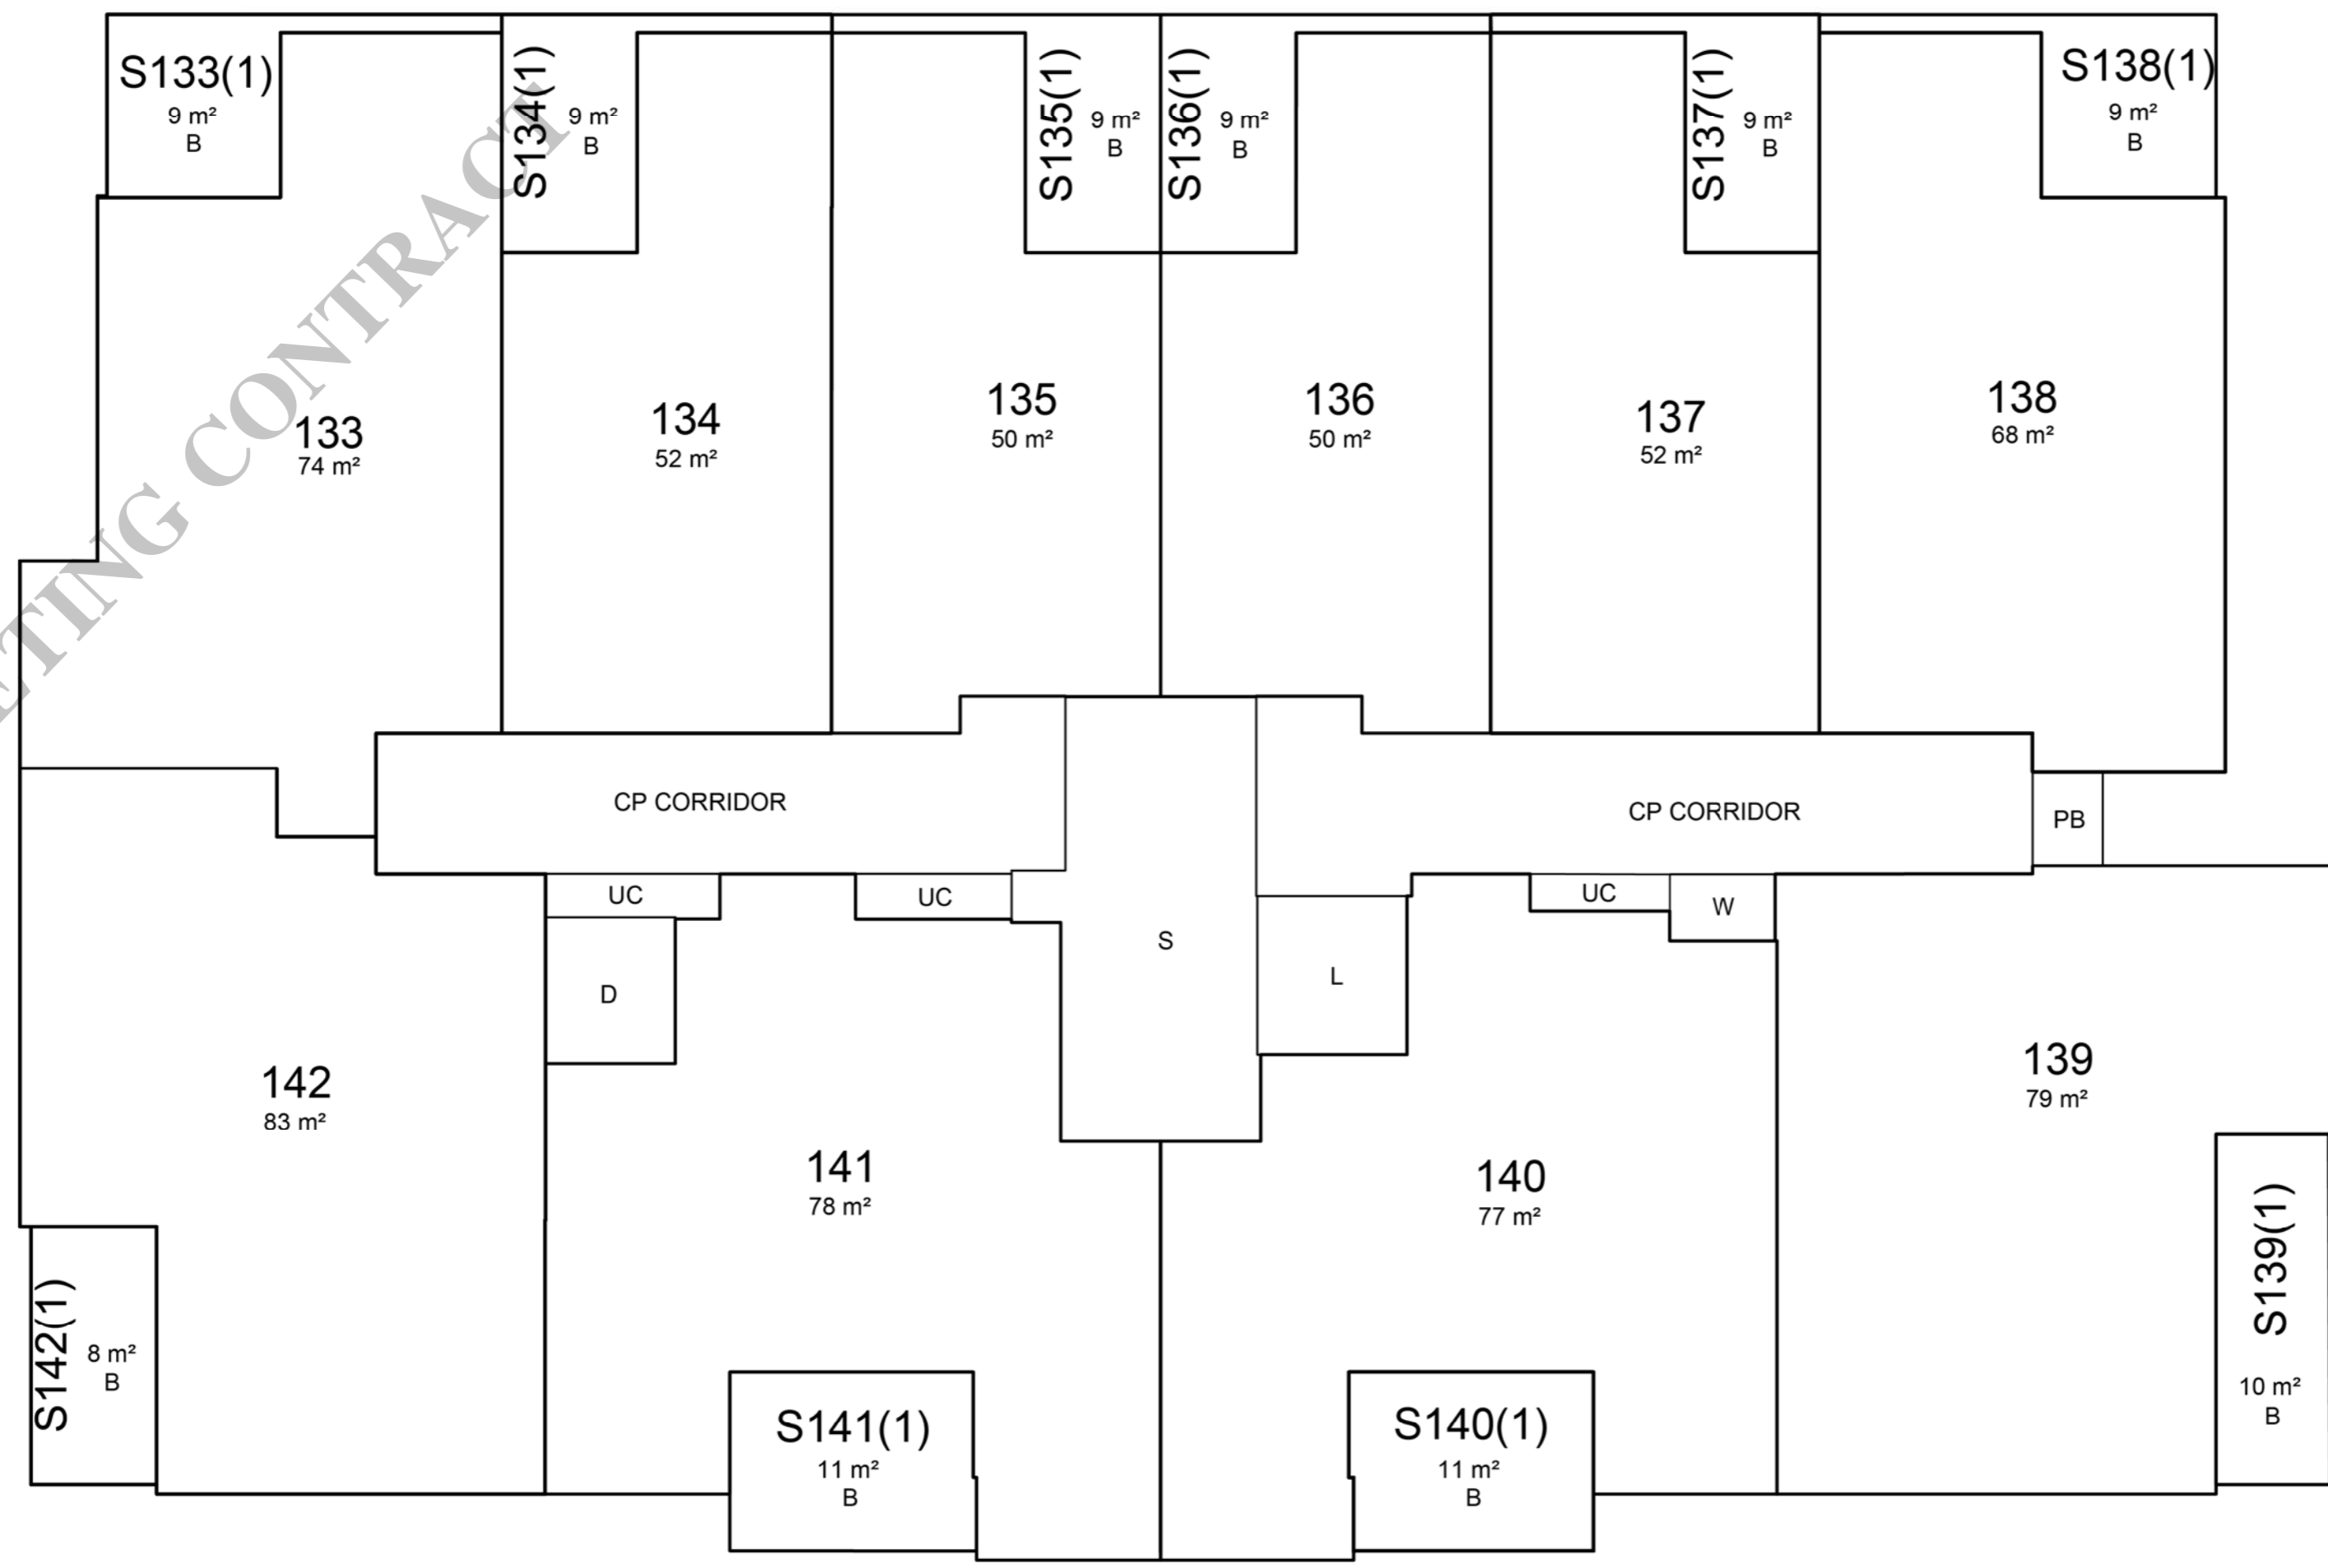 S133(1)
9 m²
B
S134(1)
9 m²
B
S135(1)
9 m²
B
S136(1)
9 m²
B
S137(1)
9 m²
B
S138(1)
9 m²
B
133
74 m²
134
52 m²
135
50 m²
136
50 m²
137
52 m²
138
68 m²
CP CORRIDOR
CP CORRIDOR
PB
UC
UC
UC
W
D
S
L
142
83 m²
141
78 m²
140
77 m²
139
79 m²
S142(1)
8 m²
B
S141(1)
11 m²
B
S140(1)
11 m²
B
S139(1)
10 m²
B
ETING CONTRACT